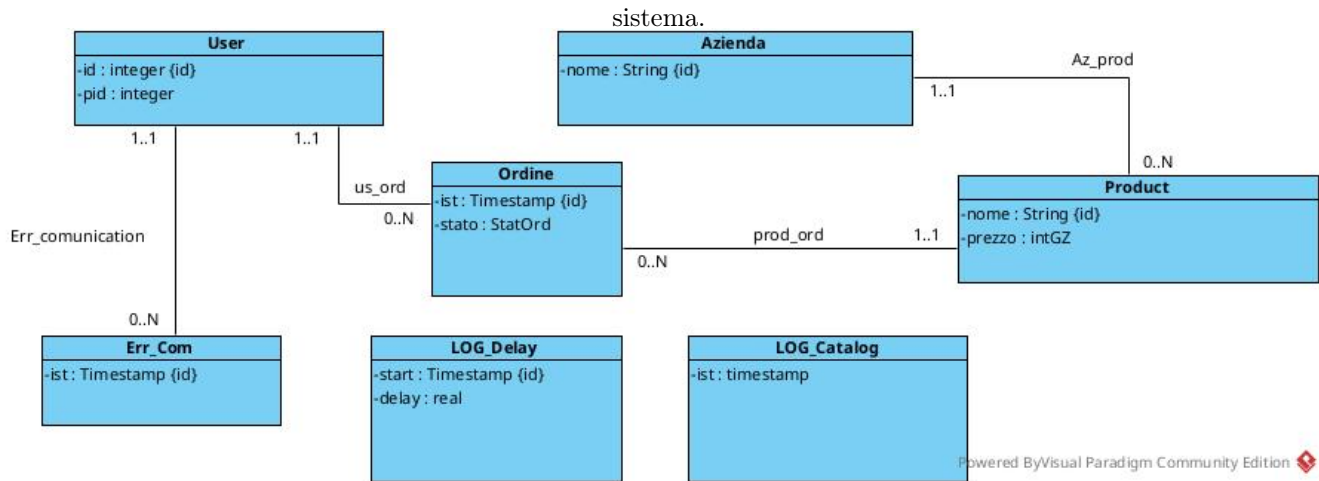 sistema.
User
-id : integer {id}
-pid : integer
Azienda
-nome : String {id}
Az_prod
1..1
0..N
1..1
1..1
us_ord
0..N
Ordine
-ist : Timestamp {id}
-stato : StatOrd
Product
-nome : String {id}
-prezzo : intGZ
prod_ord
1..1
0..N
Err_comunication
0..N
Err_Com
-ist : Timestamp {id}
LOG_Delay
-start : Timestamp {id}
-delay : real
LOG_Catalog
-ist : timestamp
Powered ByVisual Paradigm Community Edition